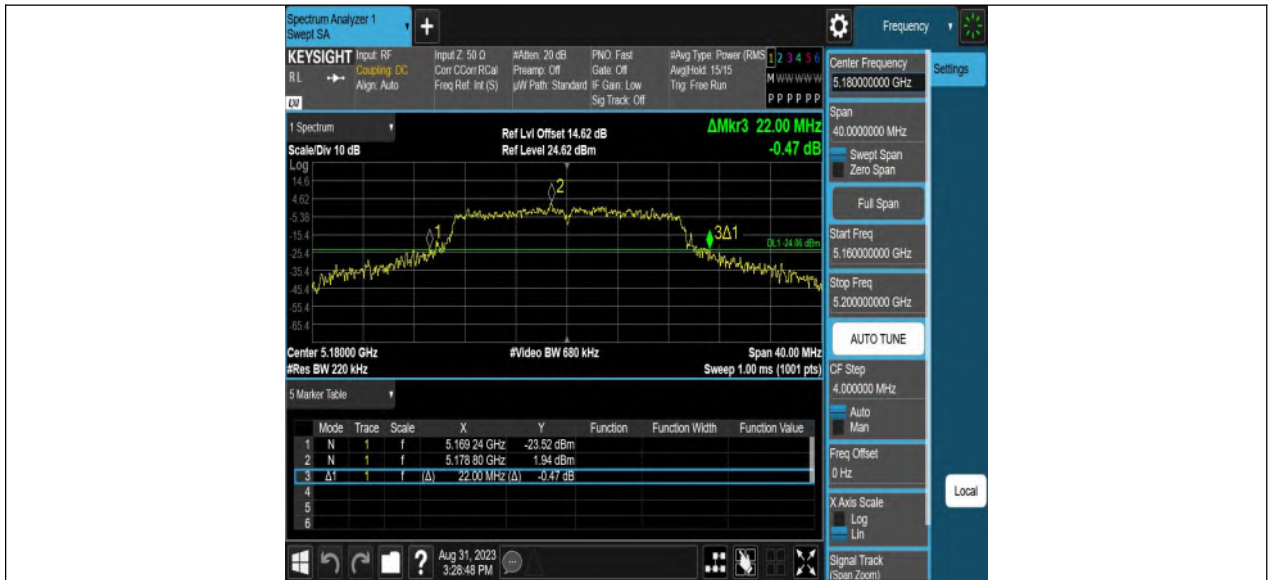 Spectrum Analyzer 1
Swept SA
+
Frequency
KEYSIGHT
RL
LXI
Input: RF
Coupling: DC
Align: Auto
Input Z: 50 Ω
Corr CCorr RCal
Freq Ref: Int (S)
#Atten: 20 dB
Preamp: Off
µW Path: Standard
PNO: Fast
Gate: Off
IF Gain: Low
Sig Track: Off
#Avg Type: Power (RMS
Avg|Hold: 15/15
Trig: Free Run
1 2 3 4 5 6
M W W W W W
P P P P P P
1 Spectrum
Scale/Div 10 dB
Ref Lvl Offset 14.62 dB
Ref Level 24.62 dBm
ΔMkr3 22.00 MHz
-0.47 dB
Log
14.6
4.62
-5.38
-15.4
-25.4
-35.4
-45.4
-55.4
-65.4
1
2
3Δ1
DL1 -24.06 dBm
Center 5.18000 GHz
#Res BW 220 kHz
#Video BW 680 kHz
Span 40.00 MHz
Sweep 1.00 ms (1001 pts)
5 Marker Table
Mode Trace Scale X Y Function Function Width Function Value
1 N 1 f 5.169 24 GHz -23.52 dBm
2 N 1 f 5.178 80 GHz 1.94 dBm
3 Δ1 1 f (Δ) 22.00 MHz (Δ) -0.47 dB
4
5
6
?
Aug 31, 2023
3:28:48 PM
Center Frequency
5.180000000 GHz
Settings
Span
40.0000000 MHz
Swept Span
Zero Span
Full Span
Start Freq
5.160000000 GHz
Stop Freq
5.200000000 GHz
AUTO TUNE
CF Step
4.000000 MHz
Auto
Man
Freq Offset
0 Hz
X Axis Scale
Log
Lin
Local
Signal Track
(Span Zoom)